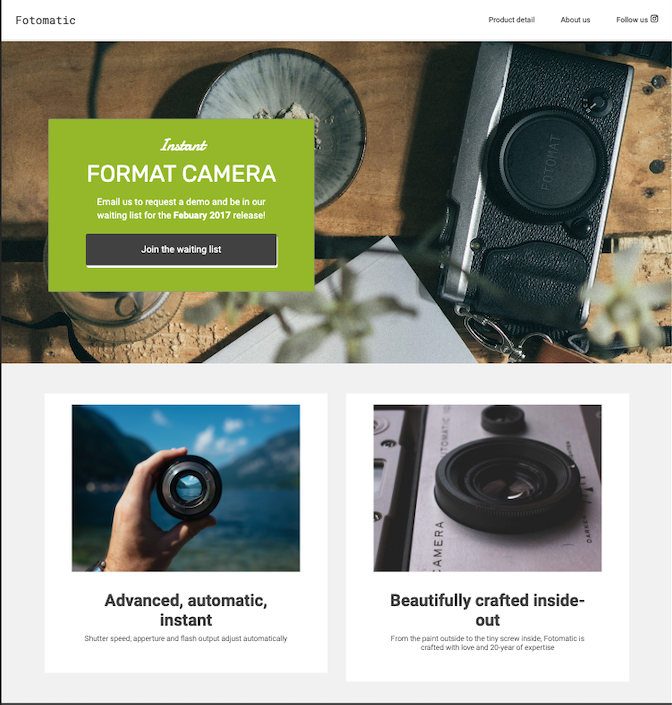 Fotomatic
Product detail
About us
Follow us
Instant
FORMAT CAMERA
Email us to request a demo and be in our
waiting list for the Febuary 2017 release!
Join the waiting list
FOTOMAT
CAMERA
Advanced, automatic,
instant
Shutter speed, apperture and flash output adjust automatically
Beautifully crafted inside-
out
From the paint outside to the tiny screw inside, Fotomatic is
crafted with love and 20-year of expertise